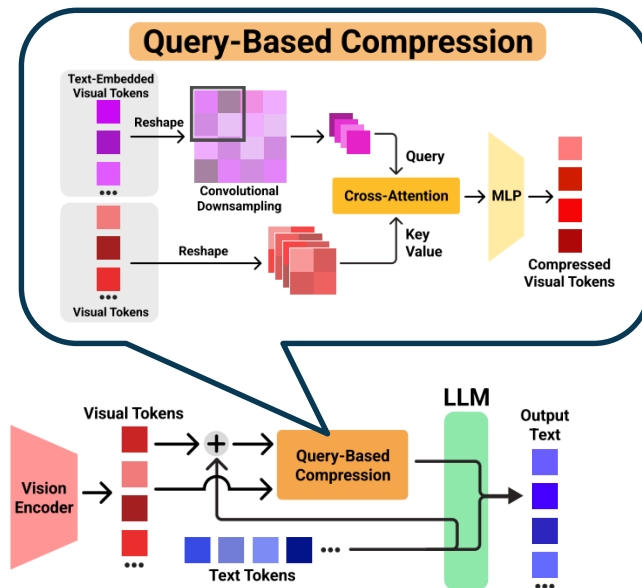 Query-Based Compression
Text-Embedded
Visual Tokens
Reshape
Convolutional
Downsampling
Query
Cross-Attention
MLP
Key
Value
Reshape
Visual Tokens
Compressed
Visual Tokens
Visual Tokens
LLM
Output
Text
Vision
Encoder
+
Query-Based
Compression
Text Tokens